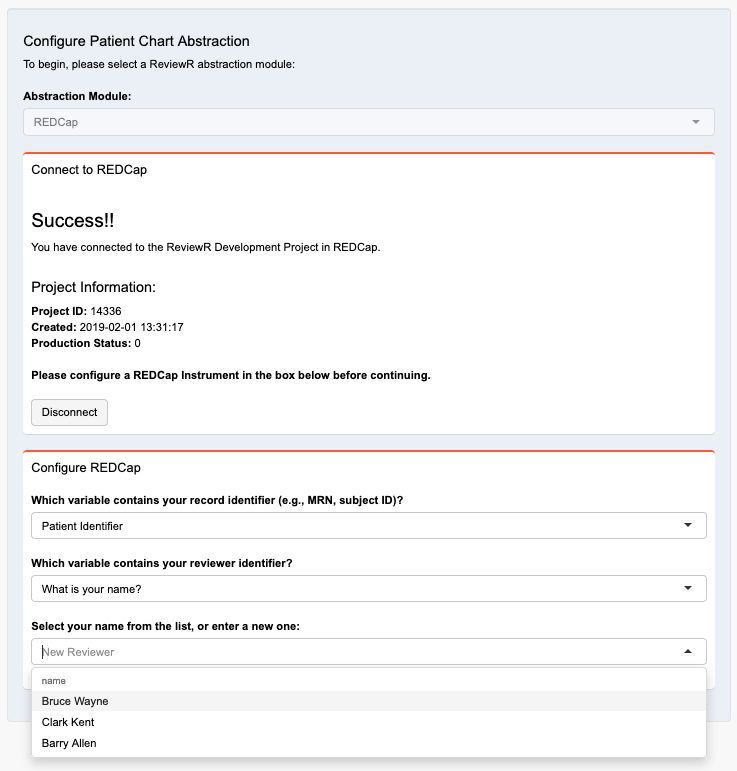 Configure Patient Chart Abstraction
To begin, please select a ReviewR abstraction module:
Abstraction Module:
REDCap
Connect to REDCap
Success!!
You have connected to the ReviewR Development Project in REDCap.
Project Information:
Project ID: 14336
Created: 2019-02-01 13:31:17
Production Status: 0
Please configure a REDCap Instrument in the box below before continuing.
Disconnect
Configure REDCap
Which variable contains your record identifier (e.g., MRN, subject ID)?
Patient Identifier
Which variable contains your reviewer identifier?
What is your name?
Select your name from the list, or enter a new one:
New Reviewer
name
Bruce Wayne
Clark Kent
Barry Allen